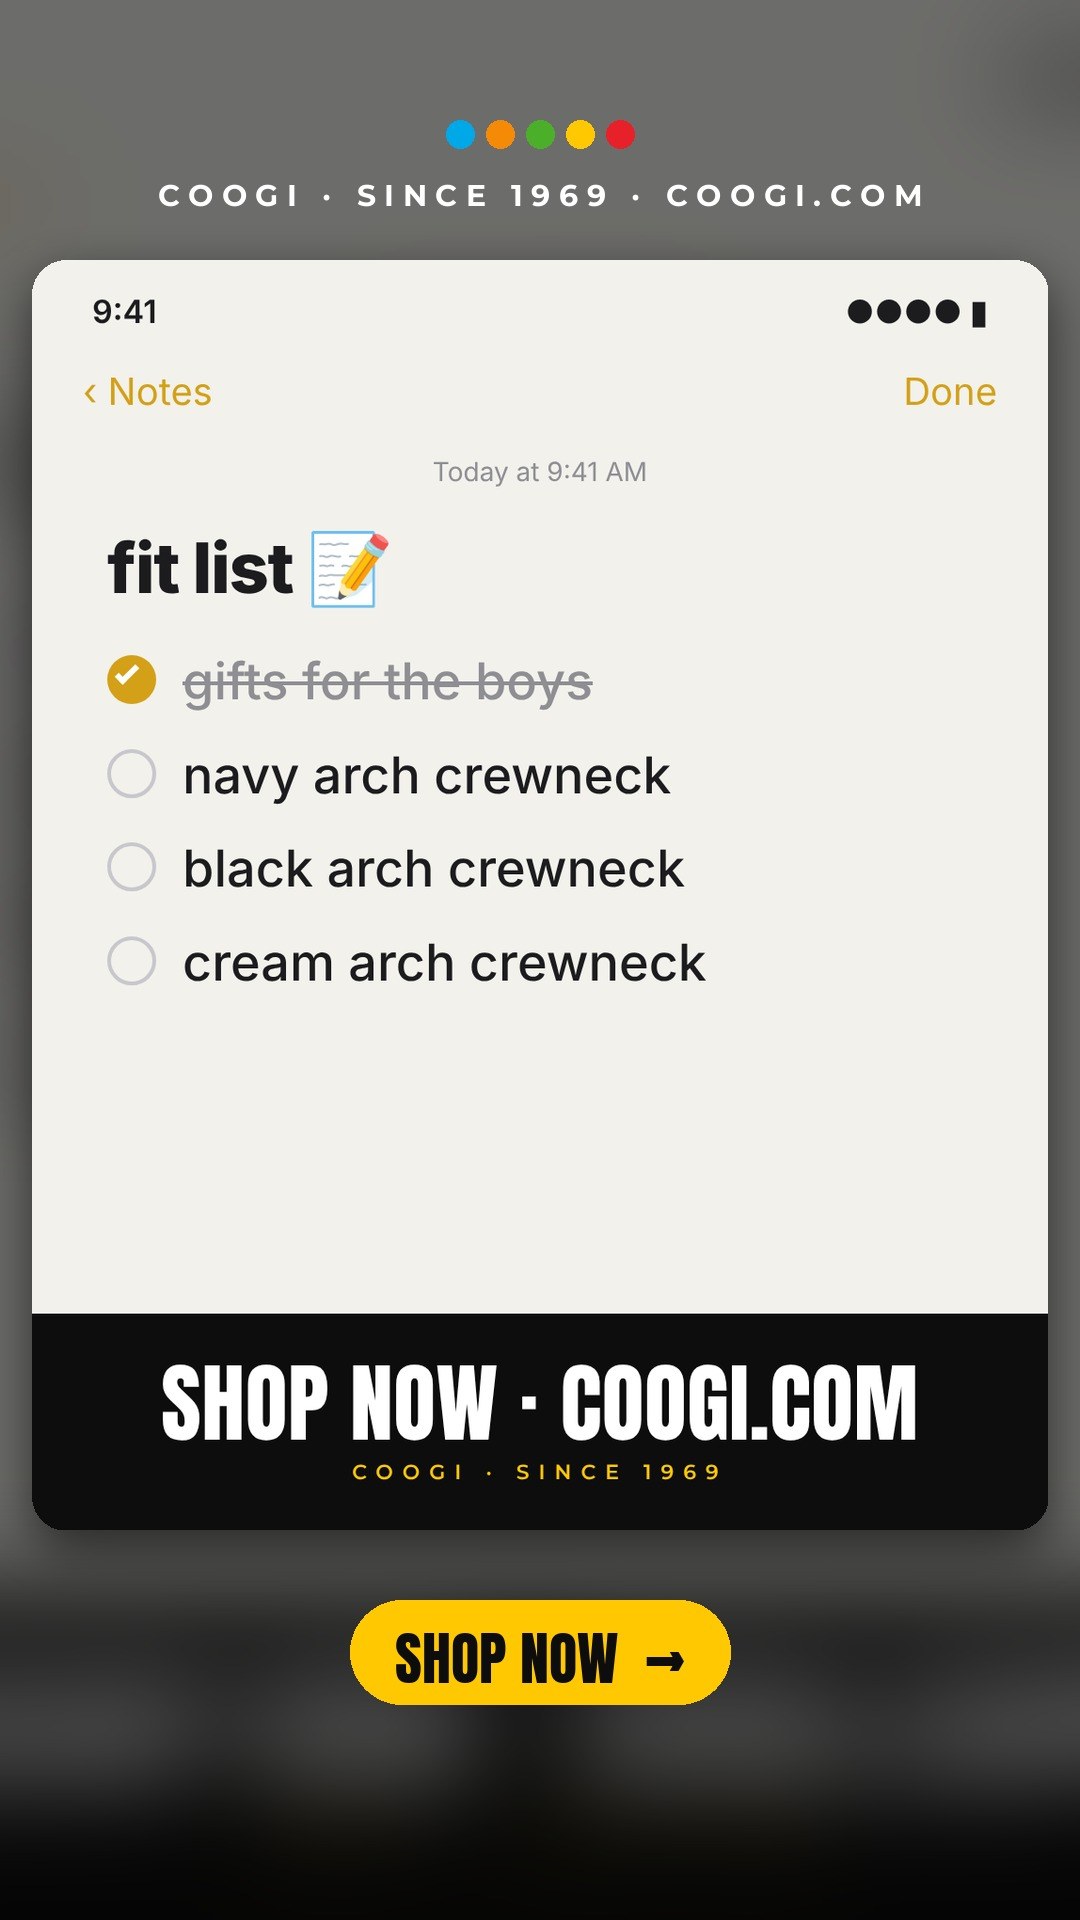 COOGI · SINCE 1969 · COOGI.COM
9:41
‹ Notes
Done
Today at 9:41 AM
fit list 📝
gifts for the boys
navy arch crewneck
black arch crewneck
cream arch crewneck
SHOP NOW · COOGI.COM
COOGI · SINCE 1969
SHOP NOW →